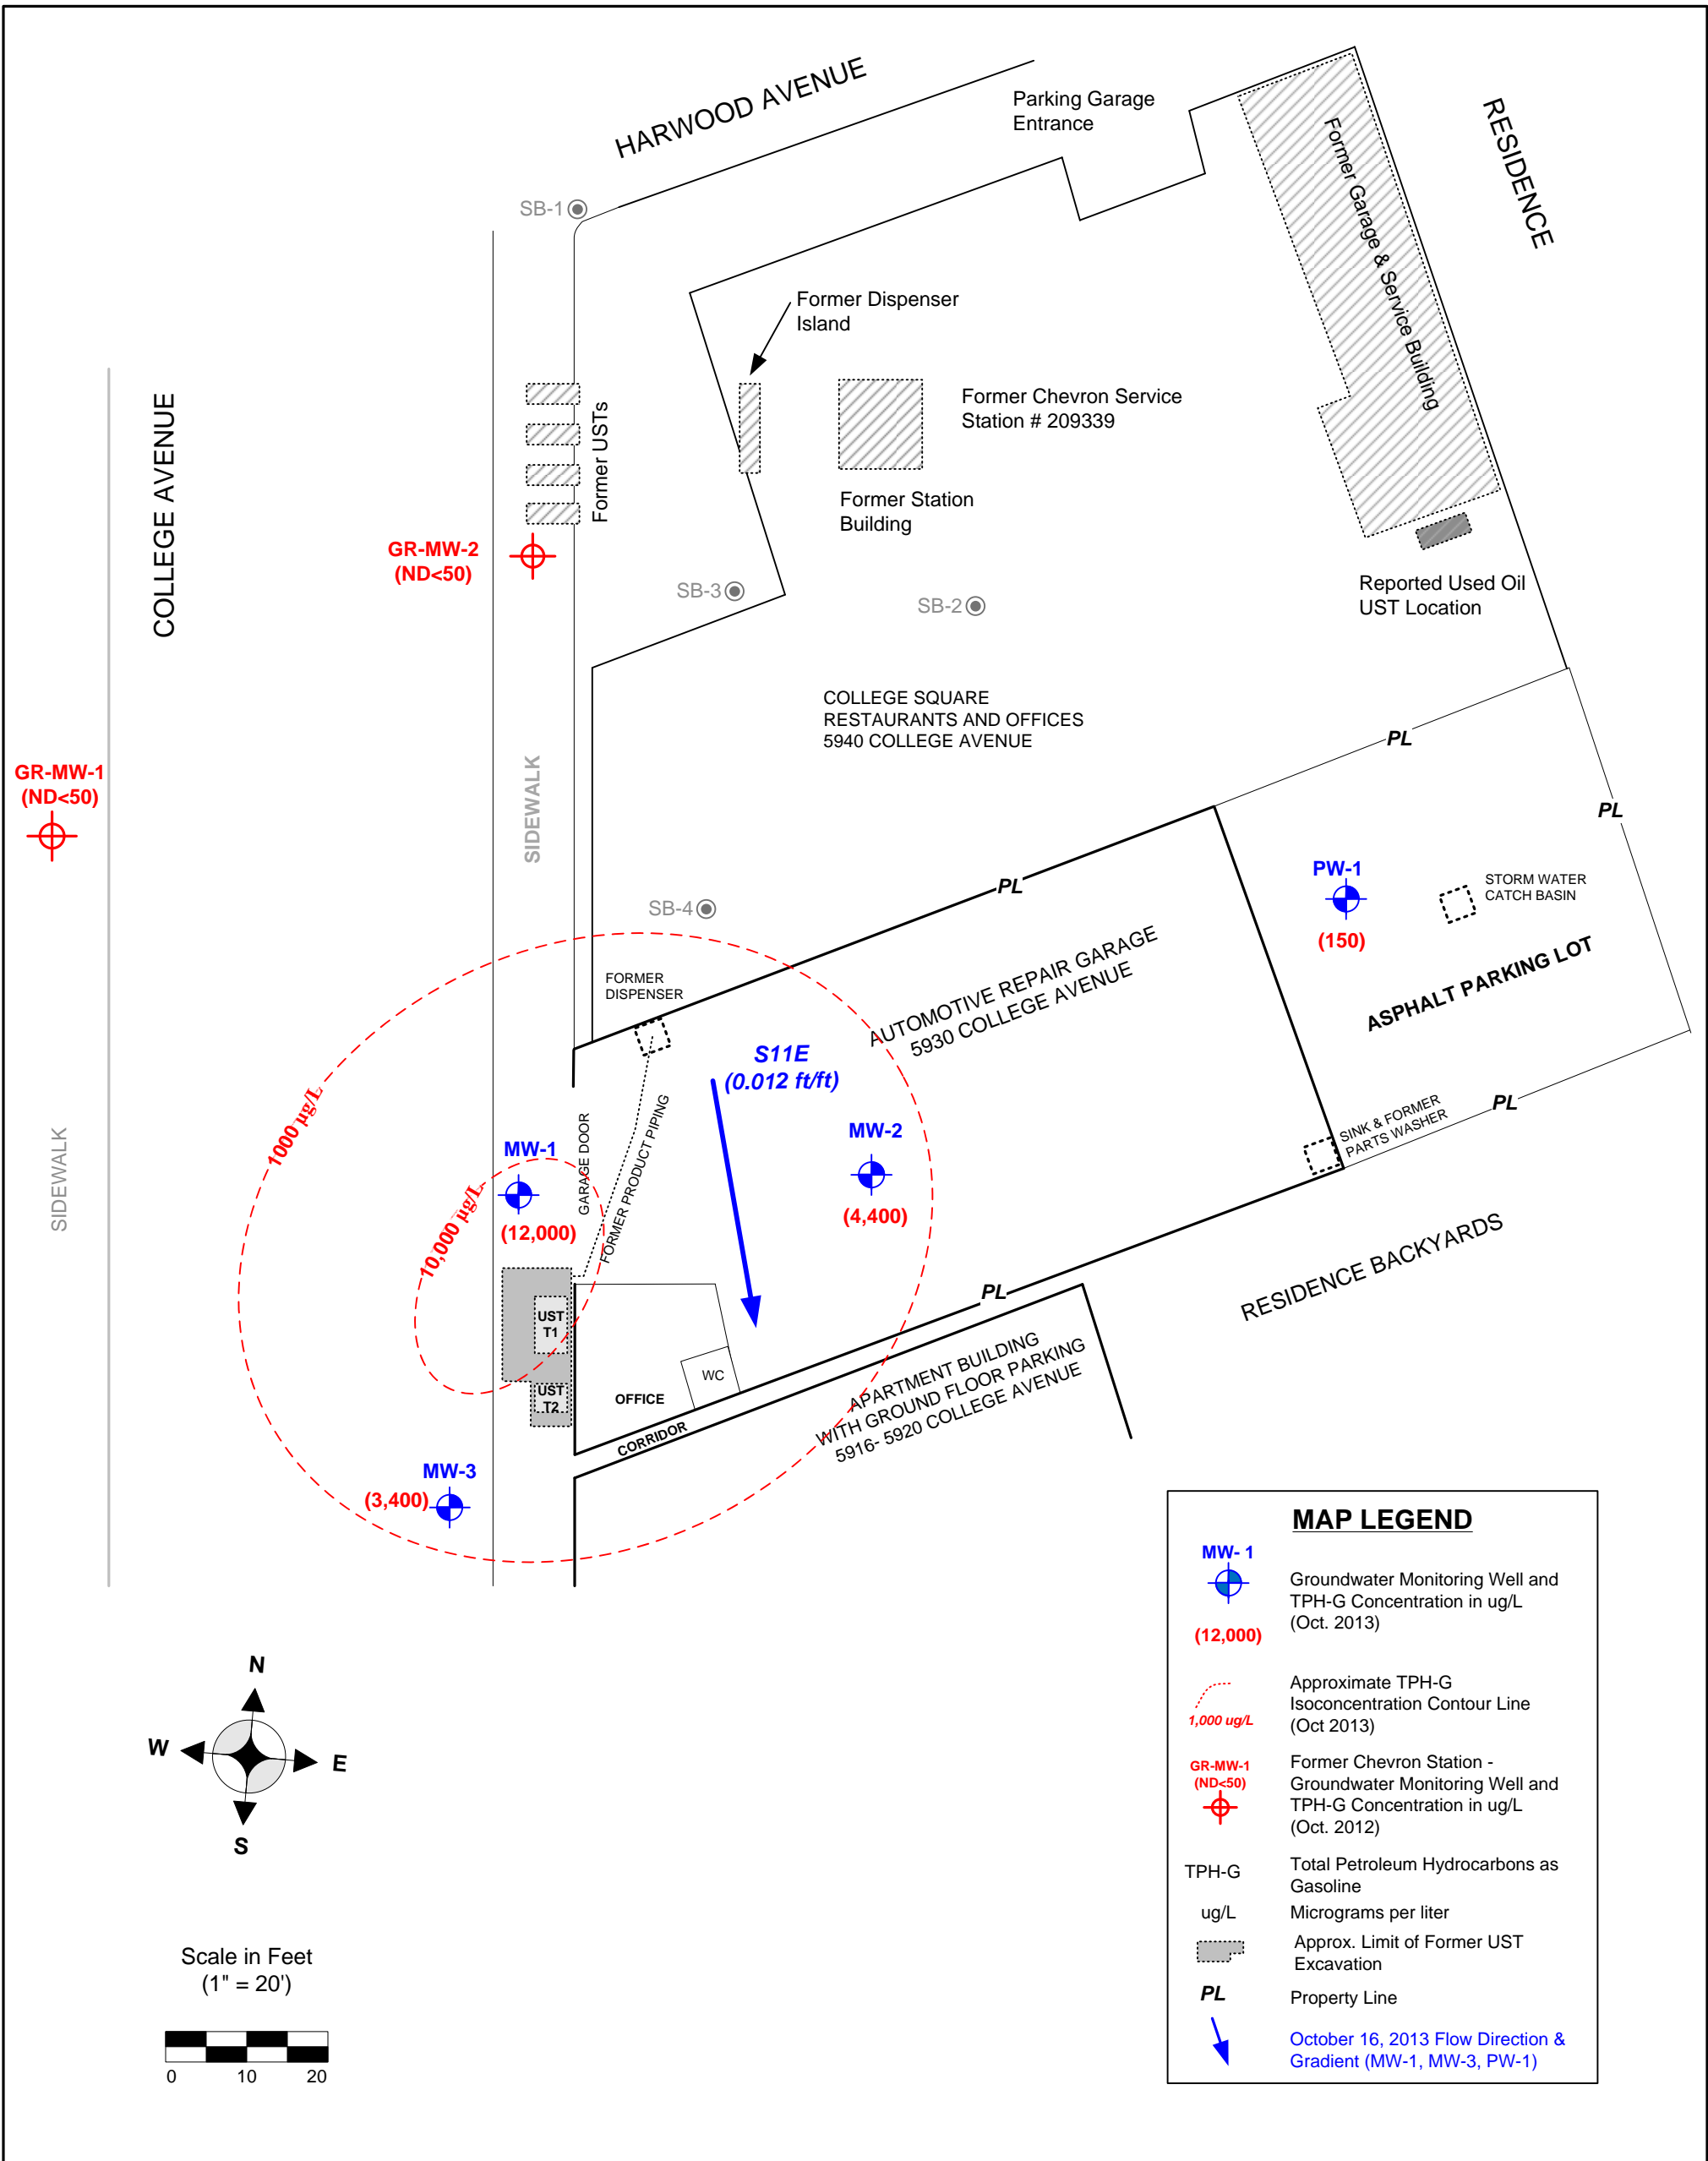 HARWOOD AVENUE
Parking Garage
Entrance
RESIDENCE
SB-1
Former Garage & Service Building
Former Dispenser
Island
Former Chevron Service
Station # 209339
Former Station
Building
COLLEGE AVENUE
Former USTs
GR-MW-2
(ND<50)
SB-3
SB-2
Reported Used Oil
UST Location
COLLEGE SQUARE
RESTAURANTS AND OFFICES
5940 COLLEGE AVENUE
PL
GR-MW-1
(ND<50)
SIDEWALK
PL
PL
PW-1
(150)
STORM WATER
CATCH BASIN
SB-4
ASPHALT PARKING LOT
AUTOMOTIVE REPAIR GARAGE
5930 COLLEGE AVENUE
FORMER
DISPENSER
S11E
(0.012 ft/ft)
1000 µg/L
SIDEWALK
MW-1
(12,000)
GARAGE DOOR
FORMER PRODUCT PIPING
MW-2
(4,400)
SINK & FORMER
PARTS WASHER
PL
10,000 µg/L
RESIDENCE BACKYARDS
PL
UST
T1
UST
T2
OFFICE
WC
CORRIDOR
APARTMENT BUILDING
WITH GROUND FLOOR PARKING
5916- 5920 COLLEGE AVENUE
MW-3
(3,400)
MAP LEGEND
MW- 1
(12,000)
Groundwater Monitoring Well and
TPH-G Concentration in ug/L
(Oct. 2013)
1,000 ug/L
Approximate TPH-G
Isoconcentration Contour Line
(Oct 2013)
GR-MW-1
(ND<50)
Former Chevron Station -
Groundwater Monitoring Well and
TPH-G Concentration in ug/L
(Oct. 2012)
TPH-G
Total Petroleum Hydrocarbons as
Gasoline
ug/L
Micrograms per liter
Approx. Limit of Former UST
Excavation
PL
Property Line
October 16, 2013 Flow Direction &
Gradient (MW-1, MW-3, PW-1)
N
W
E
S
Scale in Feet
(1" = 20')
0 10 20